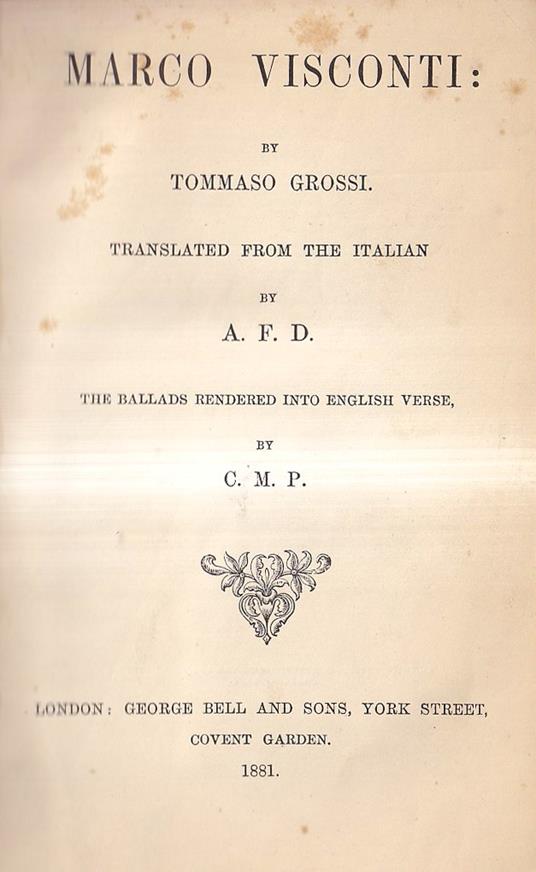 MARCO VISCONTI:
BY
TOMMASO GROSSI.
TRANSLATED FROM THE ITALIAN
BY
A. F. D.
THE BALLADS RENDERED INTO ENGLISH VERSE,
BY
C. M. P.
LONDON: GEORGE BELL AND SONS, YORK STREET,
COVENT GARDEN.
1881.